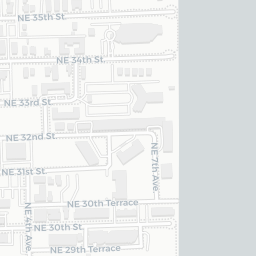 NE 35th St.
NE 34th St.
NE 33rd St.
NE 32nd St.
NE 7th Ave.
NE 31st St.
NE 30th Terrace
NE 4th Ave.
NE 30th St.
NE 29th Terrace